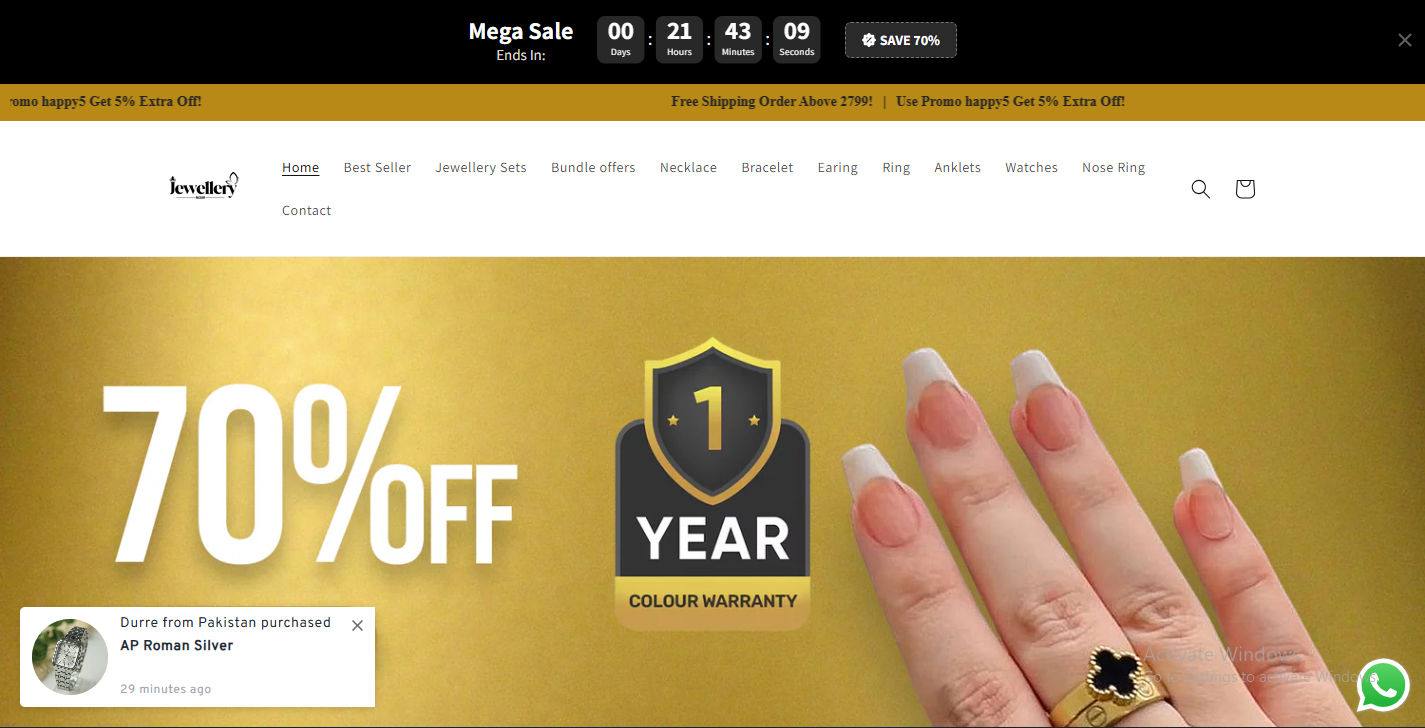 Mega Sale
Ends In:
00 : 21 : 43 : 09
Days Hours Minutes Seconds
SAVE 70%
romo happy5 Get 5% Extra Off!
Free Shipping Order Above 2799! | Use Promo happy5 Get 5% Extra Off!
Jewellery
Home Best Seller Jewellery Sets Bundle offers Necklace Bracelet Earing Ring Anklets Watches Nose Ring
Contact
70%OFF
1
YEAR
COLOUR WARRANTY
Durre from Pakistan purchased
AP Roman Silver
29 minutes ago
Activate Windows
Go to Settings to activate Windows.